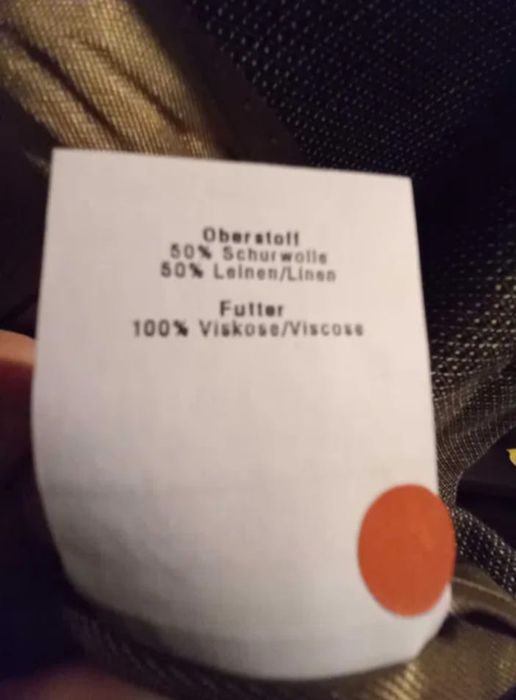 Oberstoff
50% Schurwolle
50% Leinen/Linen
Futter
100% Viskose/Viscose